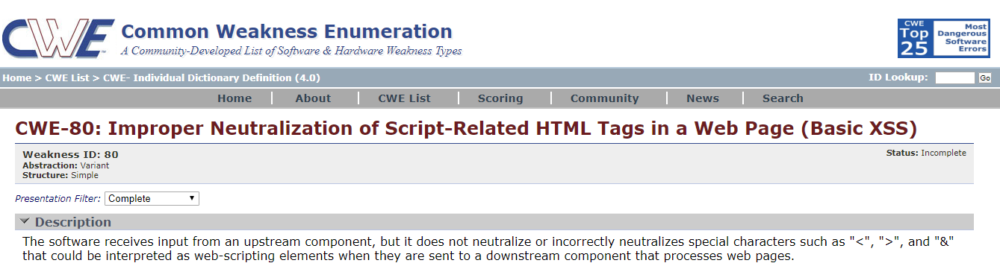 CWE
Common Weakness Enumeration
A Community-Developed List of Software & Hardware Weakness Types
CWE
Top
25
Most
Dangerous
Software
Errors
Home > CWE List > CWE- Individual Dictionary Definition (4.0)
ID Lookup:
Go
Home
About
CWE List
Scoring
Community
News
Search
CWE-80: Improper Neutralization of Script-Related HTML Tags in a Web Page (Basic XSS)
Weakness ID: 80
Abstraction: Variant
Structure: Simple
Status: Incomplete
Presentation Filter: Complete
Description
The software receives input from an upstream component, but it does not neutralize or incorrectly neutralizes special characters such as "<", ">", and "&"
that could be interpreted as web-scripting elements when they are sent to a downstream component that processes web pages.